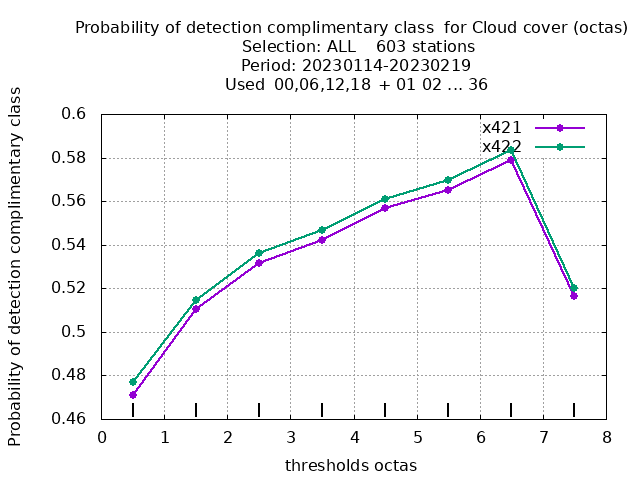 Probability of detection complimentary class  for Cloud cover (octas)
Selection: ALL    603 stations
Period: 20230114-20230219
Used  00,06,12,18 + 01 02 ... 36
Probability of detection complimentary class
0.6
0.58
0.56
0.54
0.52
0.5
0.48
0.46
x421
x422
0 1 2 3 4 5 6 7 8
thresholds octas